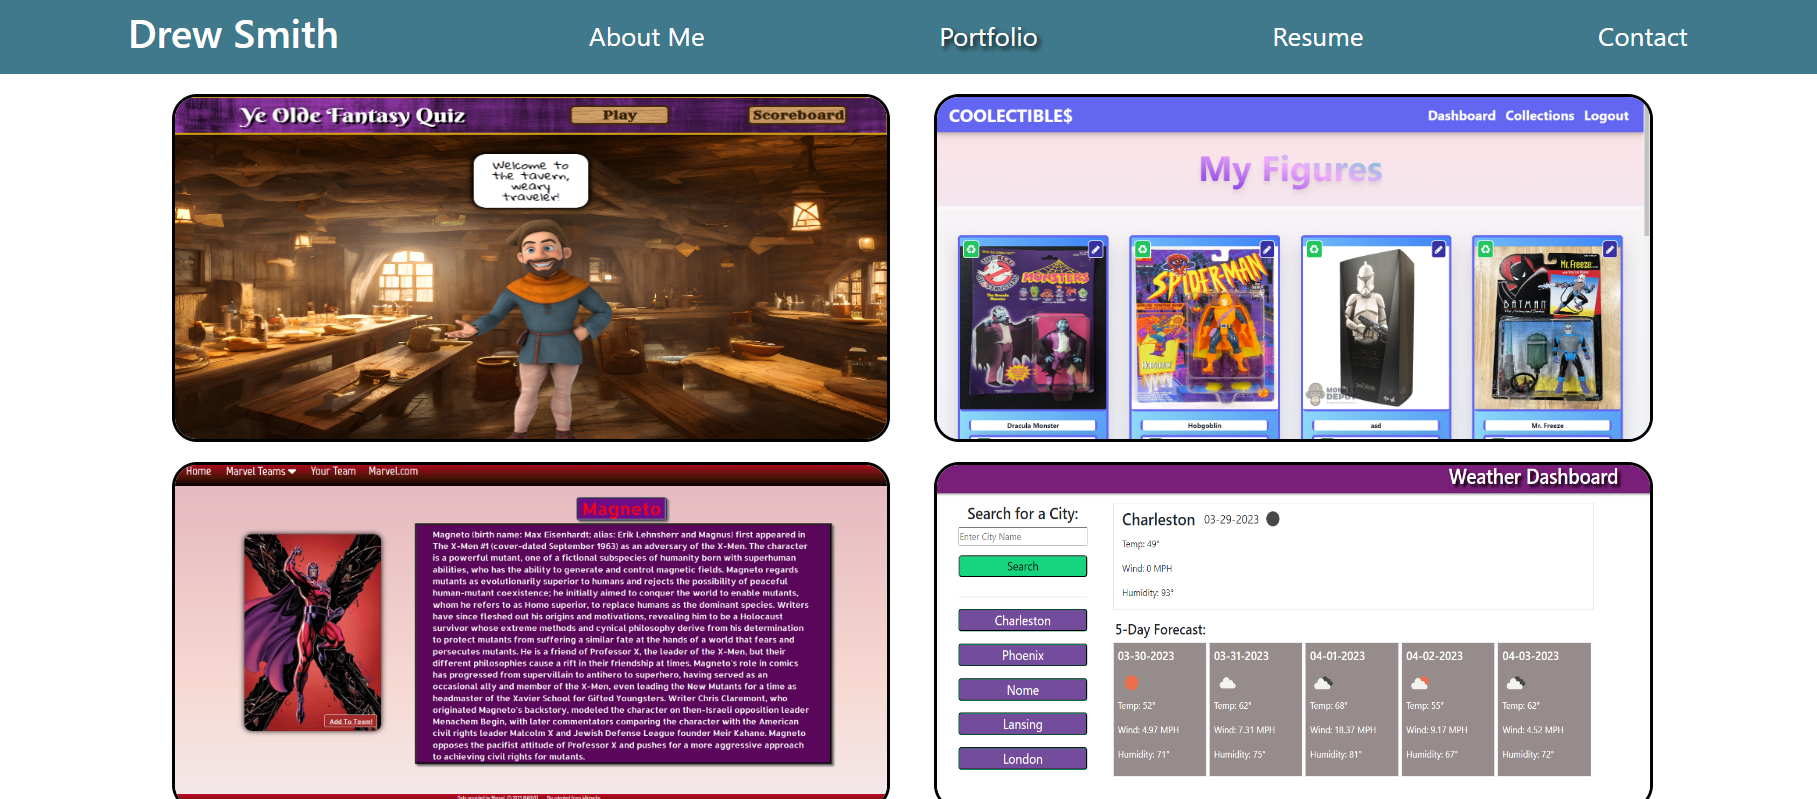 Drew Smith
About Me
Portfolio
Resume
Contact
Ye Olde Fantasy Quiz
Play
Scoreboard
Welcome to
the tavern,
weary
traveler!
COOLECTIBLE$
Dashboard
Collections
Logout
My Figures
MONSTERS
SPIDER-MAN
Mr. Freeze
BATMAN
Dracula Monster
Hobgoblin
asd
Mr. Freeze
Home
Marvel Teams
Your Team
Marvel.com
Magneto
Magneto (birth name: Max Eisenhardt; alias: Erik Lehnsherr and Magnus) first appeared in
The X-Men #1 (cover-dated September 1963) as an adversary of the X-Men. The character
is a powerful mutant, one of a fictional subspecies of humanity born with superhuman
abilities, who has the ability to generate and control magnetic fields. Magneto regards
mutants as evolutionarily superior to humans and rejects the possibility of peaceful
human-mutant coexistence; he initially aimed to conquer the world to enable mutants,
whom he refers to as Homo superior, to replace humans as the dominant species. Writers
have since fleshed out his origins and motivations, revealing him to be a Holocaust
survivor whose extreme methods and cynical philosophy derive from his determination
to protect mutants from suffering a similar fate at the hands of a world that fears and
persecutes mutants. He is a friend of Professor X, the leader of the X-Men, but their
different philosophies cause a rift in their friendship at times. Magneto's role in comics
has progressed from supervillain to antihero to superhero, having served as an
occasional ally and member of the X-Men, even leading the New Mutants for a time as
headmaster of the Xavier School for Gifted Youngsters. Writer Chris Claremont, who
originated Magneto's backstory, modeled the character on then-Israeli opposition leader
Menachem Begin, with later commentators comparing the character with the American
civil rights leader Malcolm X and Jewish Defense League founder Meir Kahane. Magneto
opposes the pacifist attitude of Professor X and pushes for a more aggressive approach
to achieving civil rights for mutants.
Add To Team!
Weather Dashboard
Search for a City:
Enter City Name
Search
Charleston
Phoenix
Nome
Lansing
London
Charleston 03-29-2023
Temp: 49°
Wind: 0 MPH
Humidity: 93°
5-Day Forecast:
03-30-2023
Temp: 52°
Wind: 4.97 MPH
Humidity: 71°
03-31-2023
Temp: 62°
Wind: 7.31 MPH
Humidity: 75°
04-01-2023
Temp: 68°
Wind: 18.37 MPH
Humidity: 81°
04-02-2023
Temp: 55°
Wind: 9.17 MPH
Humidity: 67°
04-03-2023
Temp: 62°
Wind: 4.52 MPH
Humidity: 72°